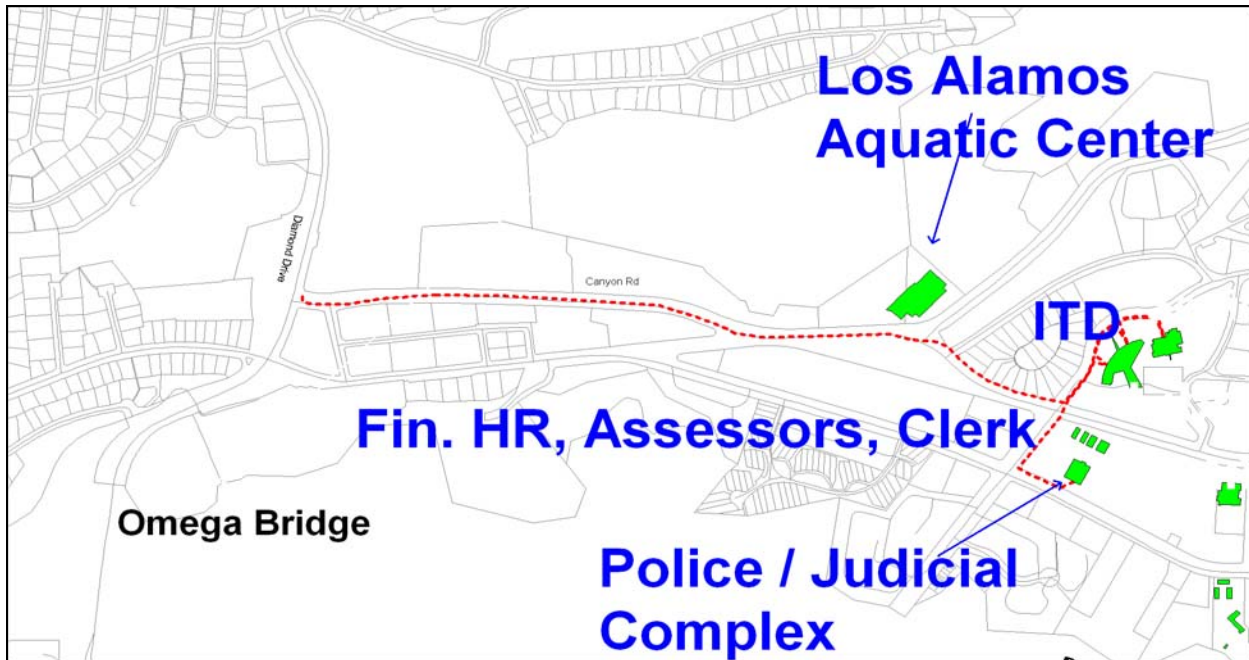 Los Alamos
Aquatic Center
Diamond Drive
Canyon Rd
ITD
Fin. HR, Assessors, Clerk
Omega Bridge
Police / Judicial
Complex